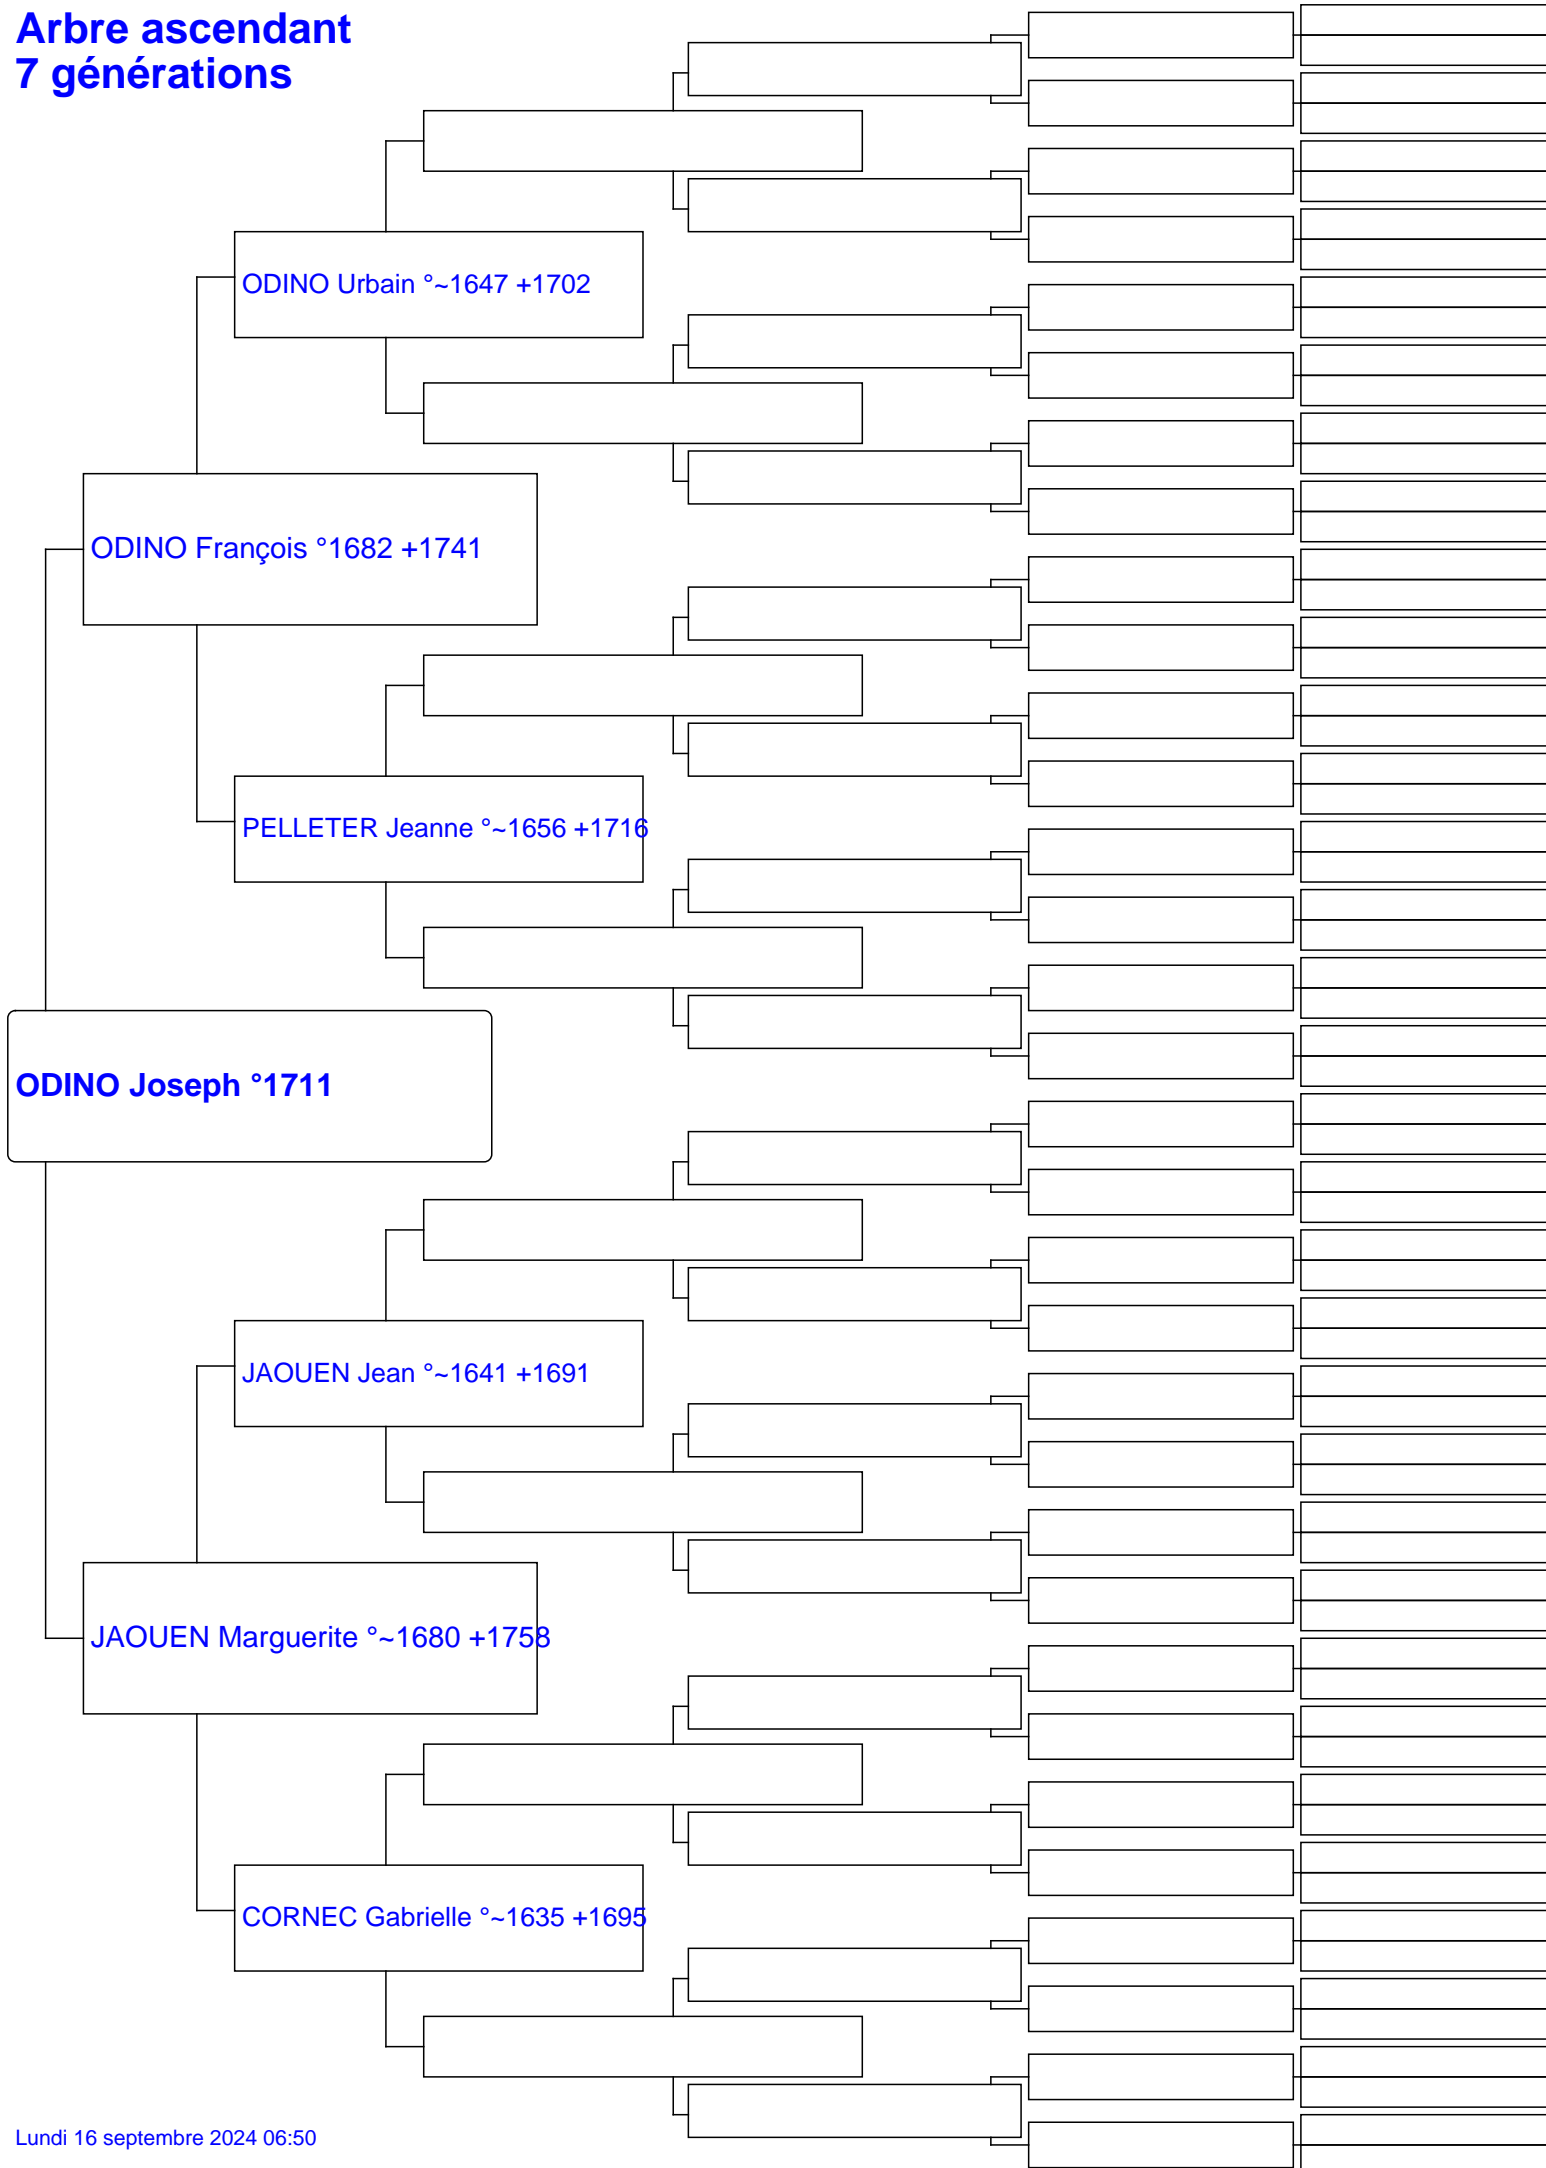 Arbre ascendant
7 générations
ODINO Urbain °~1647 +1702
ODINO François °1682 +1741
PELLETER Jeanne °~1656 +1716
ODINO Joseph °1711
JAOUEN Jean °~1641 +1691
JAOUEN Marguerite °~1680 +1758
CORNEC Gabrielle °~1635 +1695
Lundi 16 septembre 2024 06:50